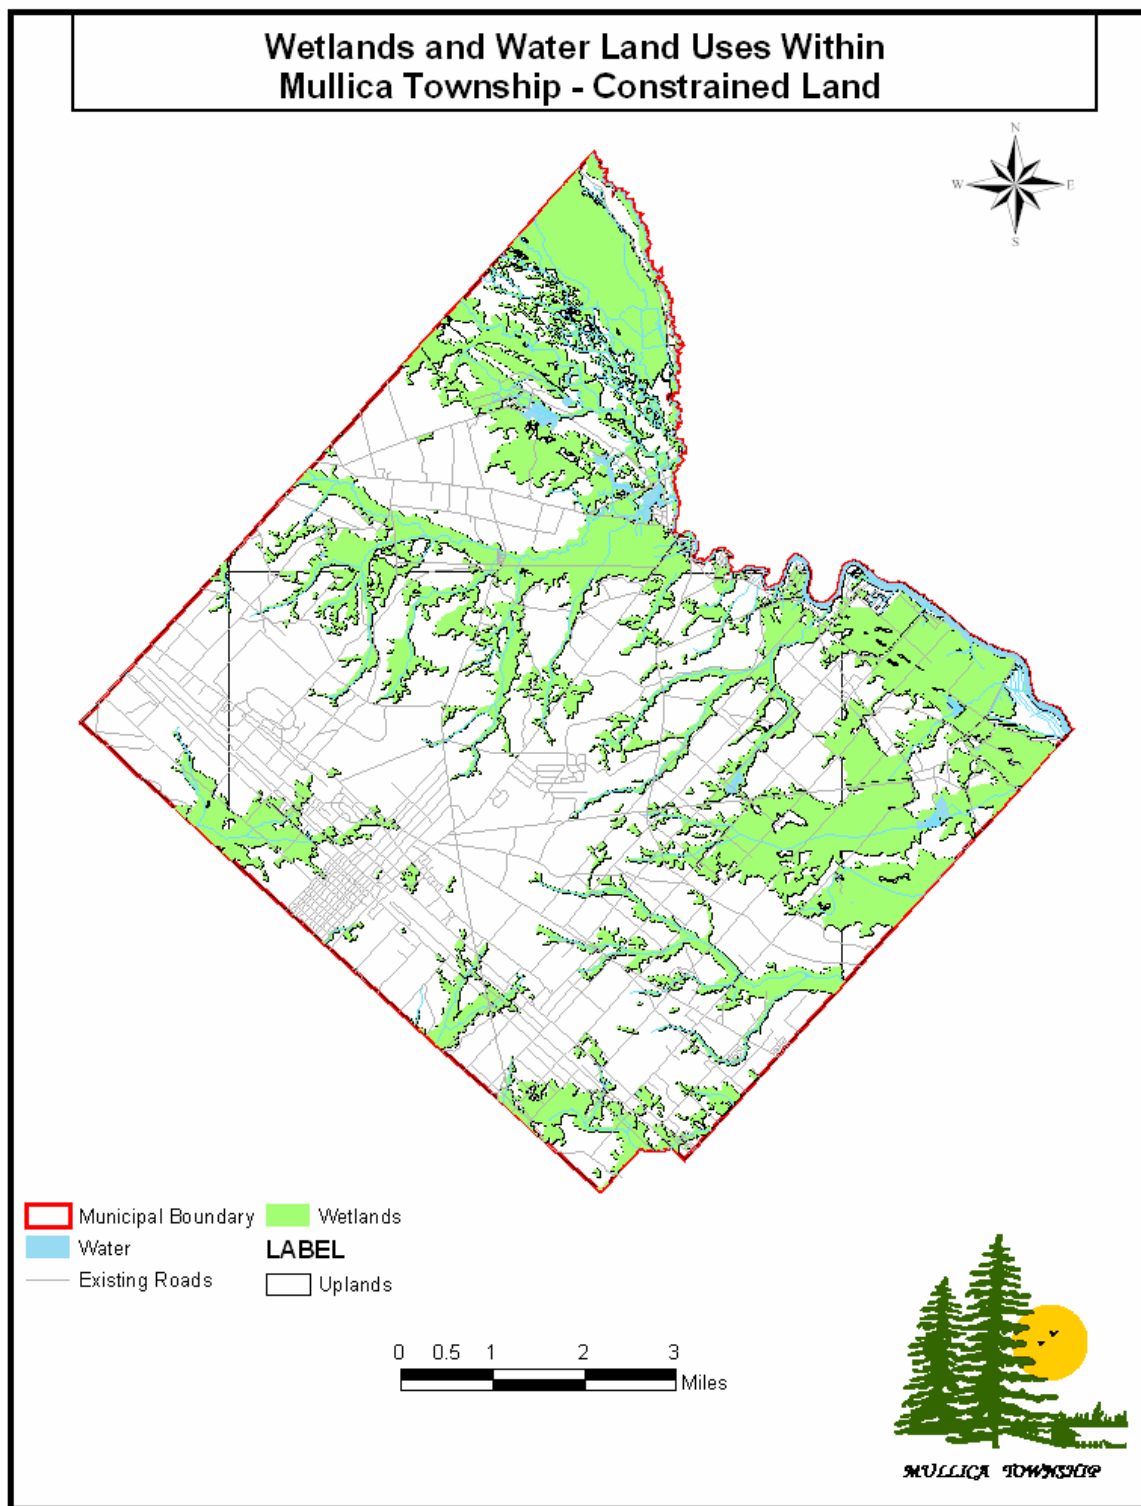 Wetlands and Water Land Uses Within
Mullica Township - Constrained Land
N
W E
S
Municipal Boundary Wetlands
Water LABEL
Existing Roads Uplands
0 0.5 1 2 3
Miles
MULLICA TOWNSHIP